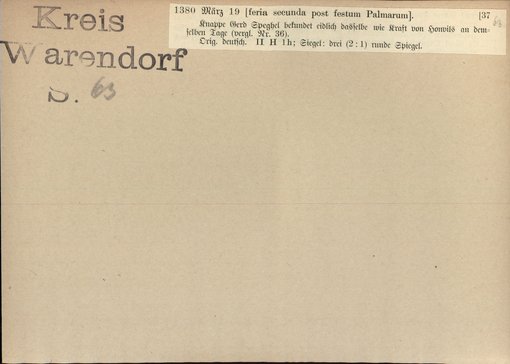 Kreis
Warendorf
S. 63
1380 März 19 [feria secunda post festum Palmarum]. [37
63
Knappe Gerd Speghel bekundet eidlich dasselbe wie Kraft von Honvils an dem-
selben Tage (vergl. Nr. 36).
Orig. deutsch. II H 1h; Siegel: drei (2 : 1) runde Spiegel.